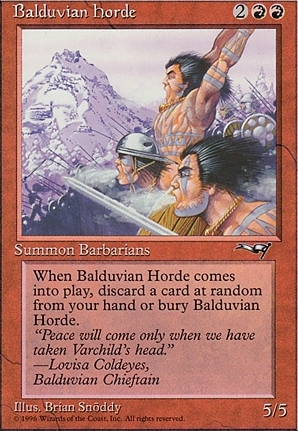 Balduvian Horde 2
Summon Barbarians
When Balduvian Horde comes
into play, discard a card at random
from your hand or bury Balduvian
Horde.
“Peace will come only when we have
taken Varchild's head.”
—Lovisa Coldeyes,
Balduvian Chieftain
Illus. Brian Snõddy 5/5
© 1996 Wizards of the Coast, Inc. All rights reserved.